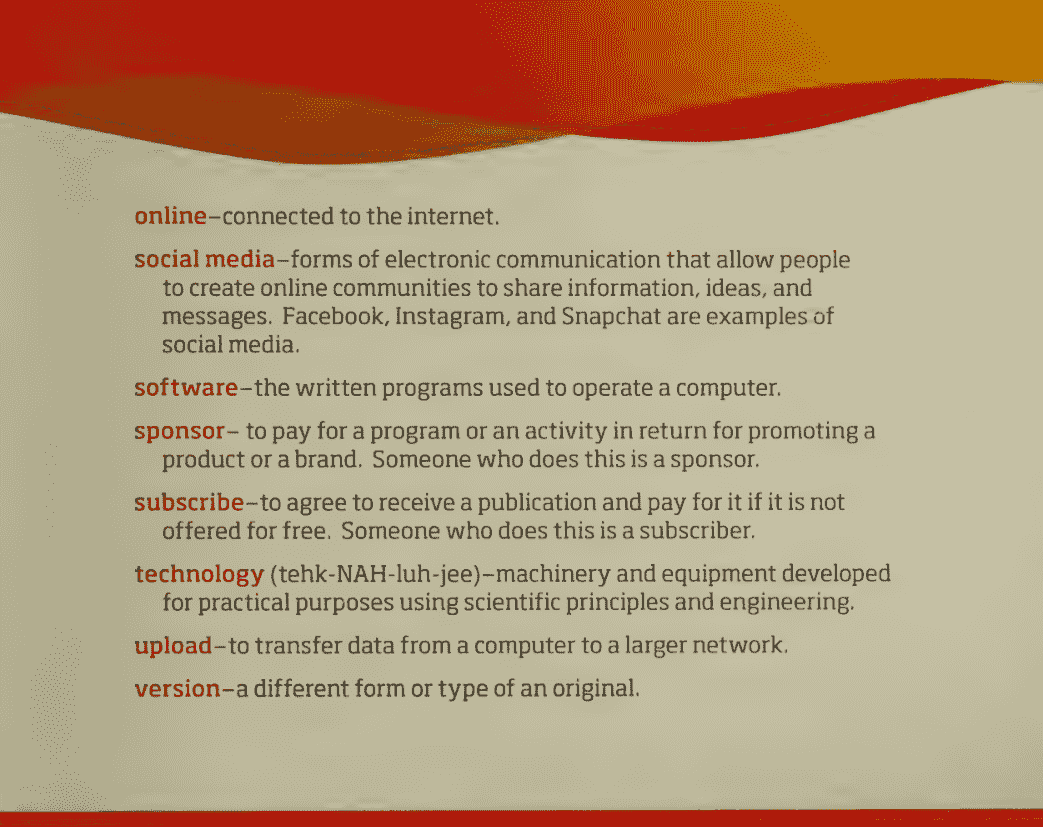 online–connected to the internet.
social media–forms of electronic communication that allow people
to create online communities to share information, ideas, and
messages.  Facebook, Instagram, and Snapchat are examples of
social media.
software–the written programs used to operate a computer.
sponsor– to pay for a program or an activity in return for promoting a
product or a brand.  Someone who does this is a sponsor.
subscribe–to agree to receive a publication and pay for it if it is not
offered for free.  Someone who does this is a subscriber.
technology (tehk-NAH-luh-jee)–machinery and equipment developed
for practical purposes using scientific principles and engineering.
upload–to transfer data from a computer to a larger network.
version–a different form or type of an original.